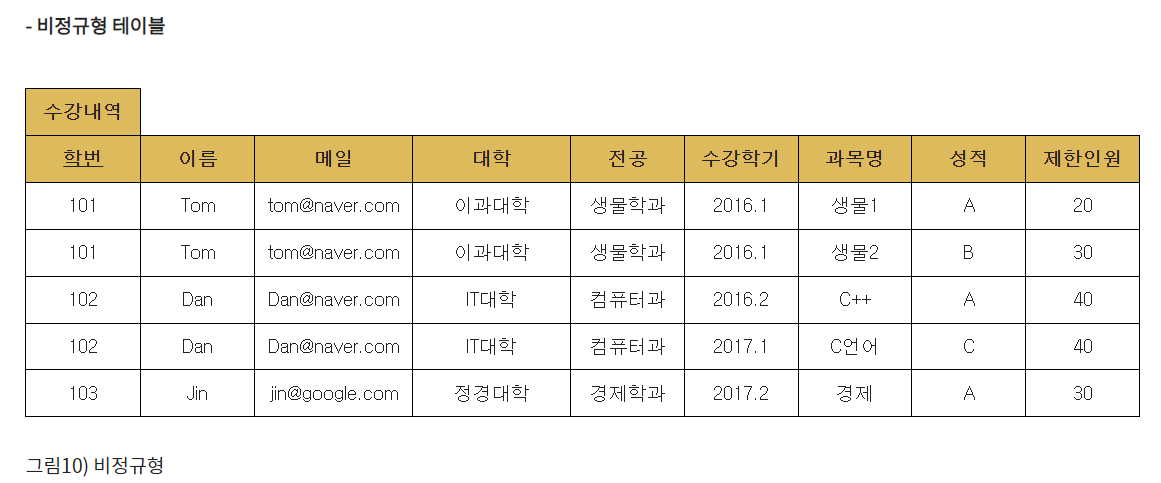 - 비정규형 테이블
수강내역
학번 이름 메일 대학 전공 수강학기 과목명 성적 제한인원
101 Tom tom@naver.com 이과대학 생물학과 2016.1 생물1 A 20
101 Tom tom@naver.com 이과대학 생물학과 2016.1 생물2 B 30
102 Dan Dan@naver.com IT대학 컴퓨터과 2016.2 C++ A 40
102 Dan Dan@naver.com IT대학 컴퓨터과 2017.1 C언어 C 40
103 Jin jin@google.com 정경대학 경제학과 2017.2 경제 A 30
그림10) 비정규형